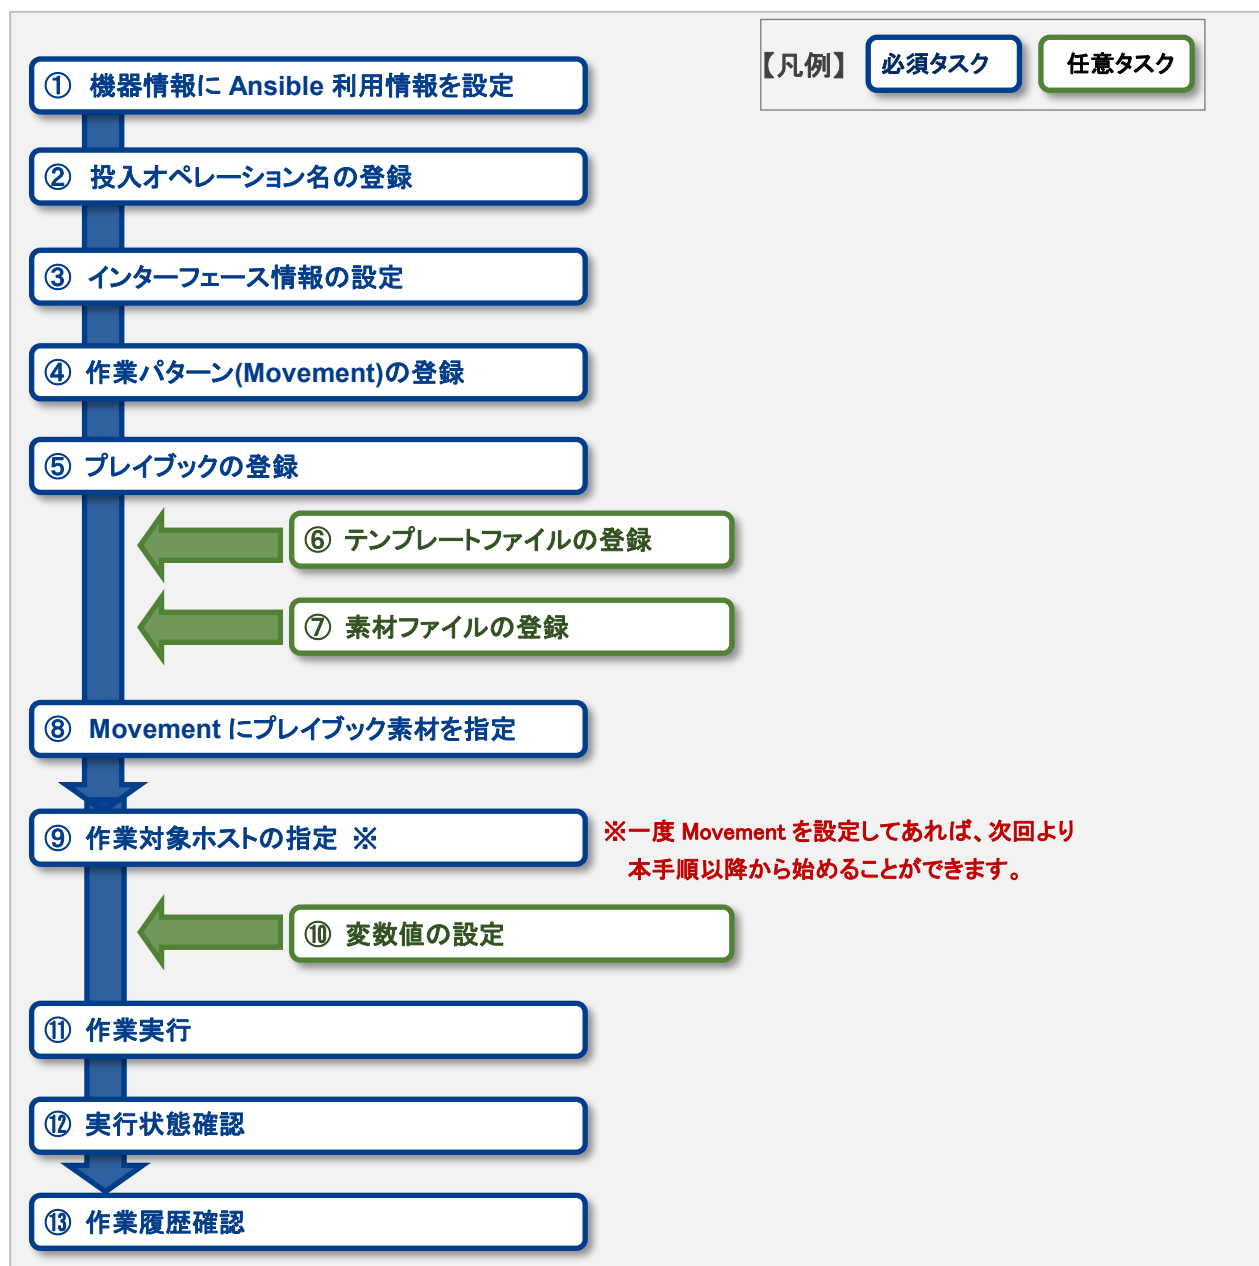 【凡例】 必須タスク 任意タスク
① 機器情報に Ansible 利用情報を設定
② 投入オペレーション名の登録
③ インターフェース情報の設定
④ 作業パターン(Movement)の登録
⑤ プレイブックの登録
⑥ テンプレートファイルの登録
⑦ 素材ファイルの登録
⑧ Movement にプレイブック素材を指定
⑨ 作業対象ホストの指定 ※
※一度 Movement を設定してあれば、次回より
本手順以降から始めることができます。
⑩ 変数値の設定
⑪ 作業実行
⑫ 実行状態確認
⑬ 作業履歴確認